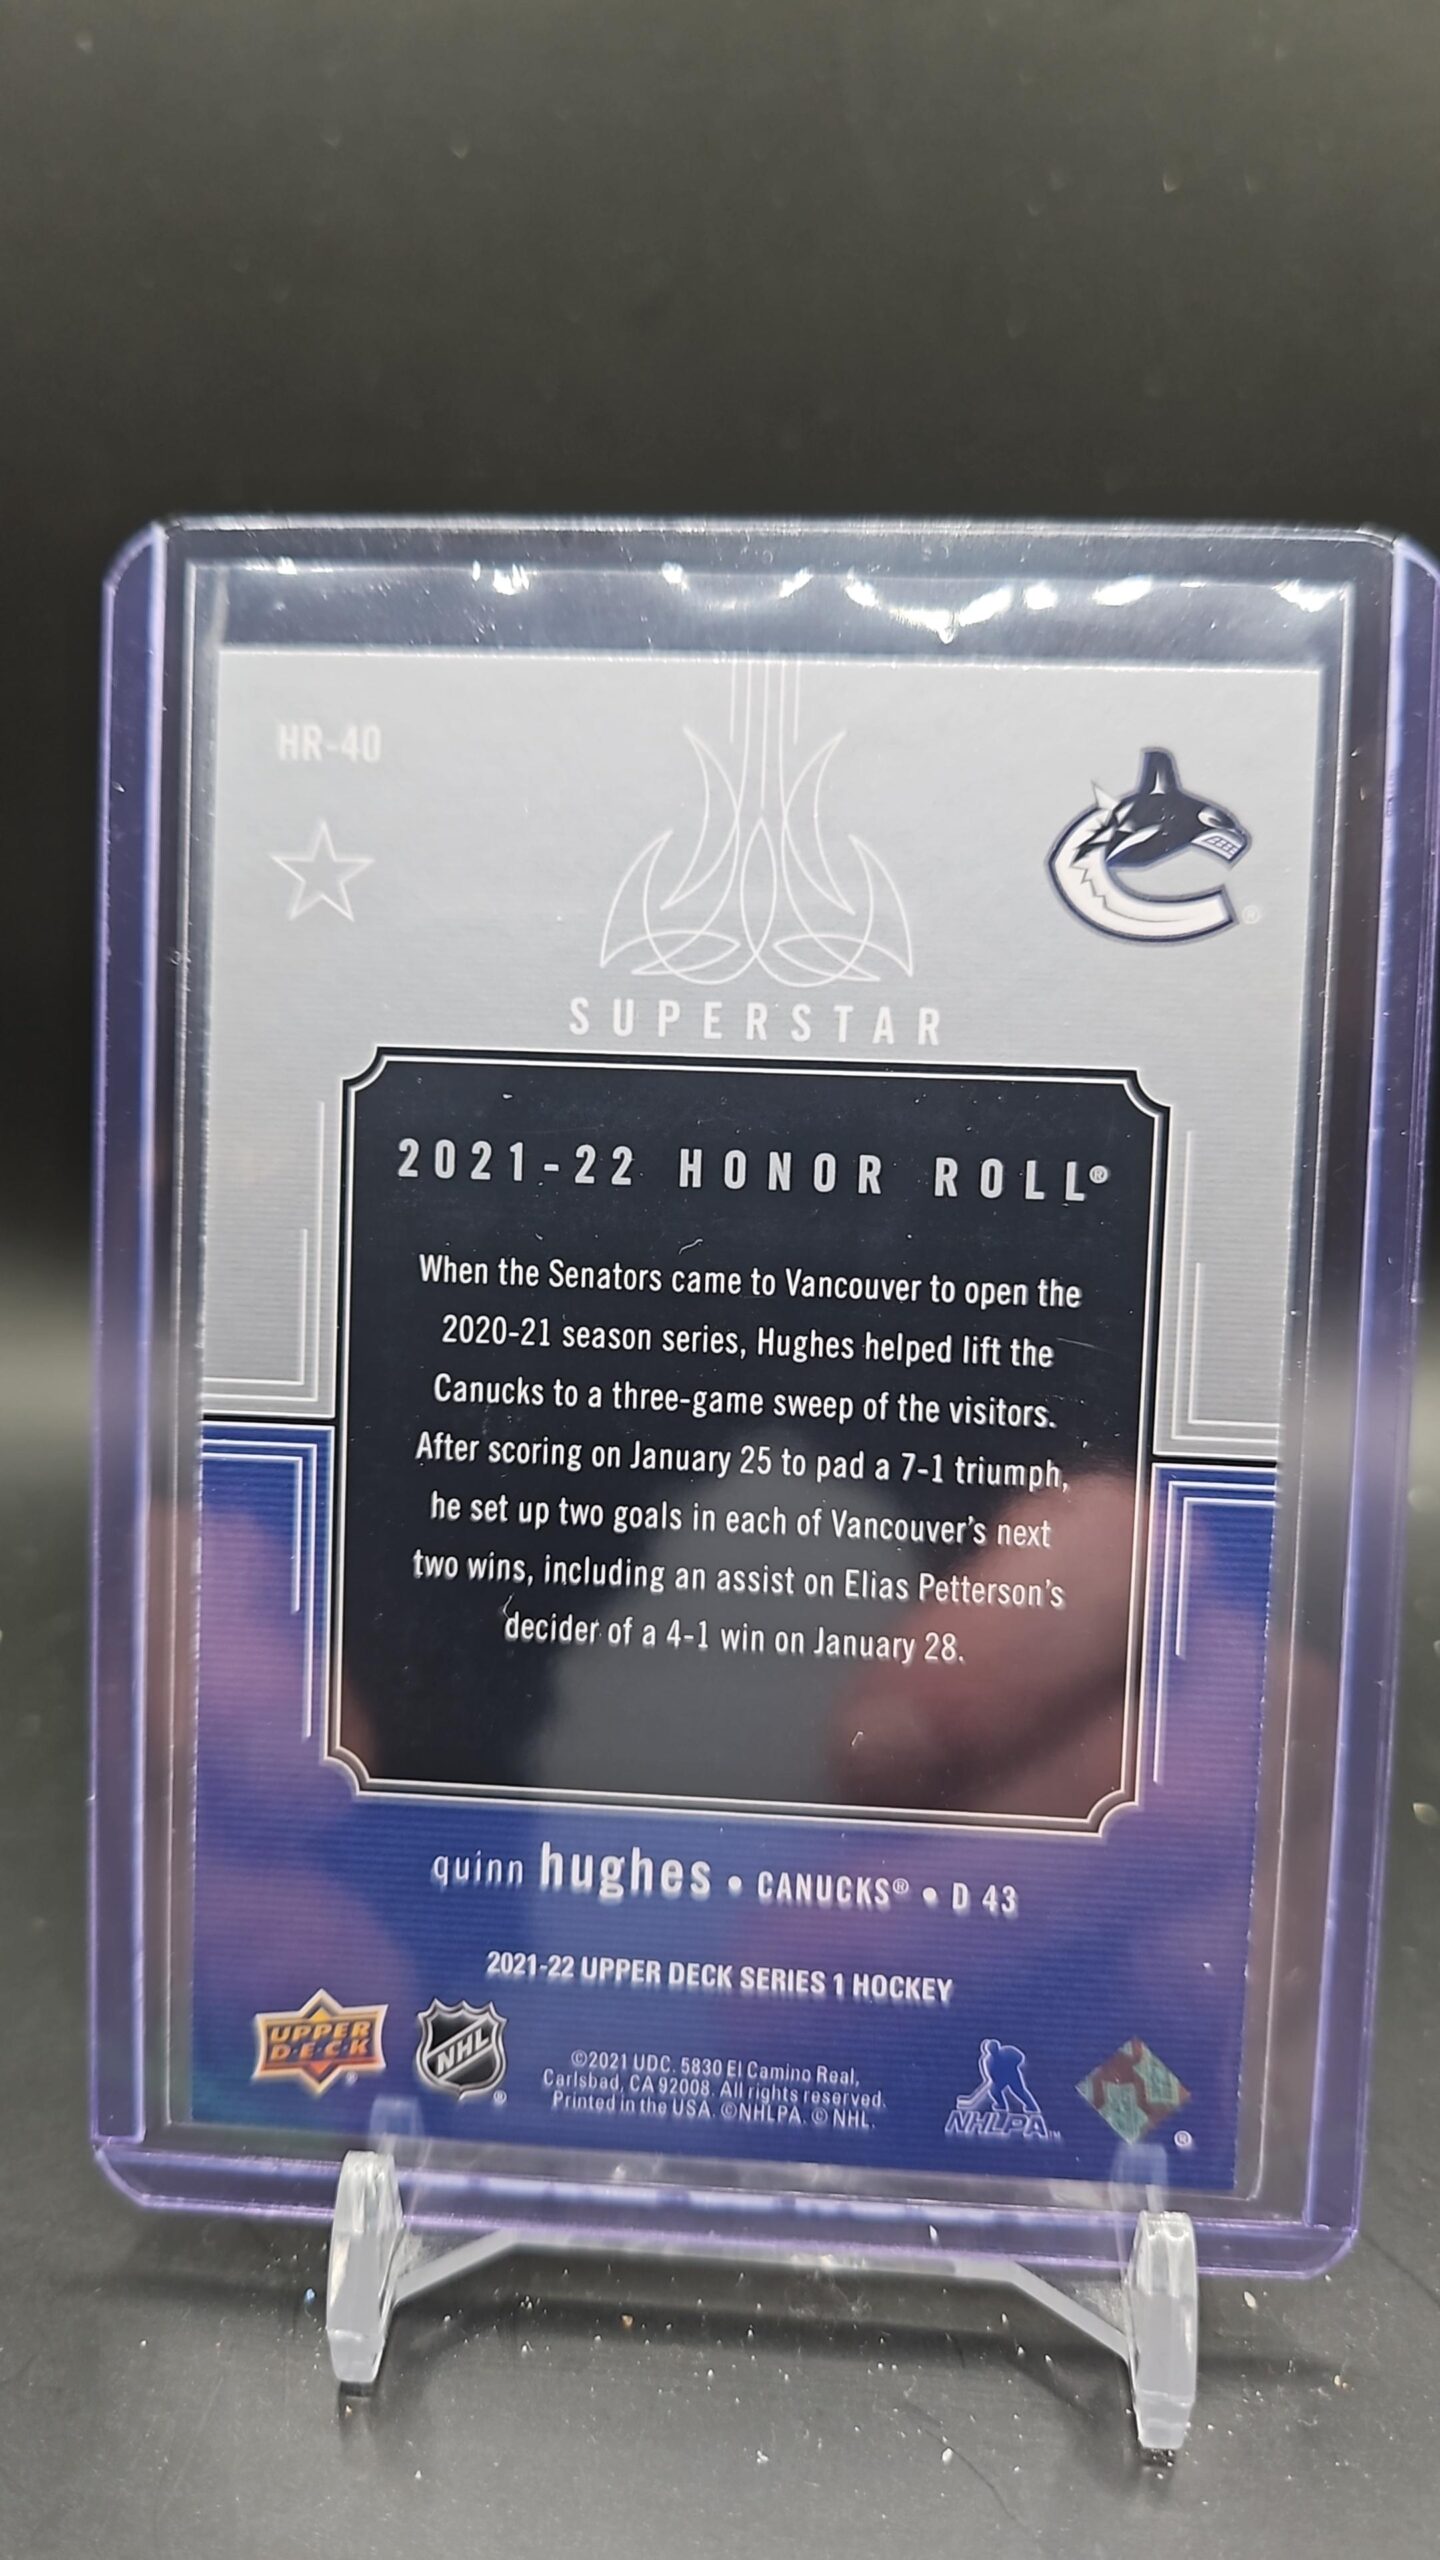 HR-40
SUPERSTAR
2021-22 HONOR ROLL®
When the Senators came to Vancouver to open the
2020-21 season series, Hughes helped lift the
Canucks to a three-game sweep of the visitors.
After scoring on January 25 to pad a 7-1 triumph,
he set up two goals in each of Vancouver's next
two wins, including an assist on Elias Petterson's
decider of a 4-1 win on January 28.
quinn hughes • CANUCKS® • D 43
2021-22 UPPER DECK SERIES 1 HOCKEY
UPPER
D·E·C·K
®
NHL
®
©2021 UDC. 5830 El Camino Real,
Carlsbad, CA 92008. All rights reserved.
Printed in the USA. ©NHLPA. © NHL.
NHLPA™
®